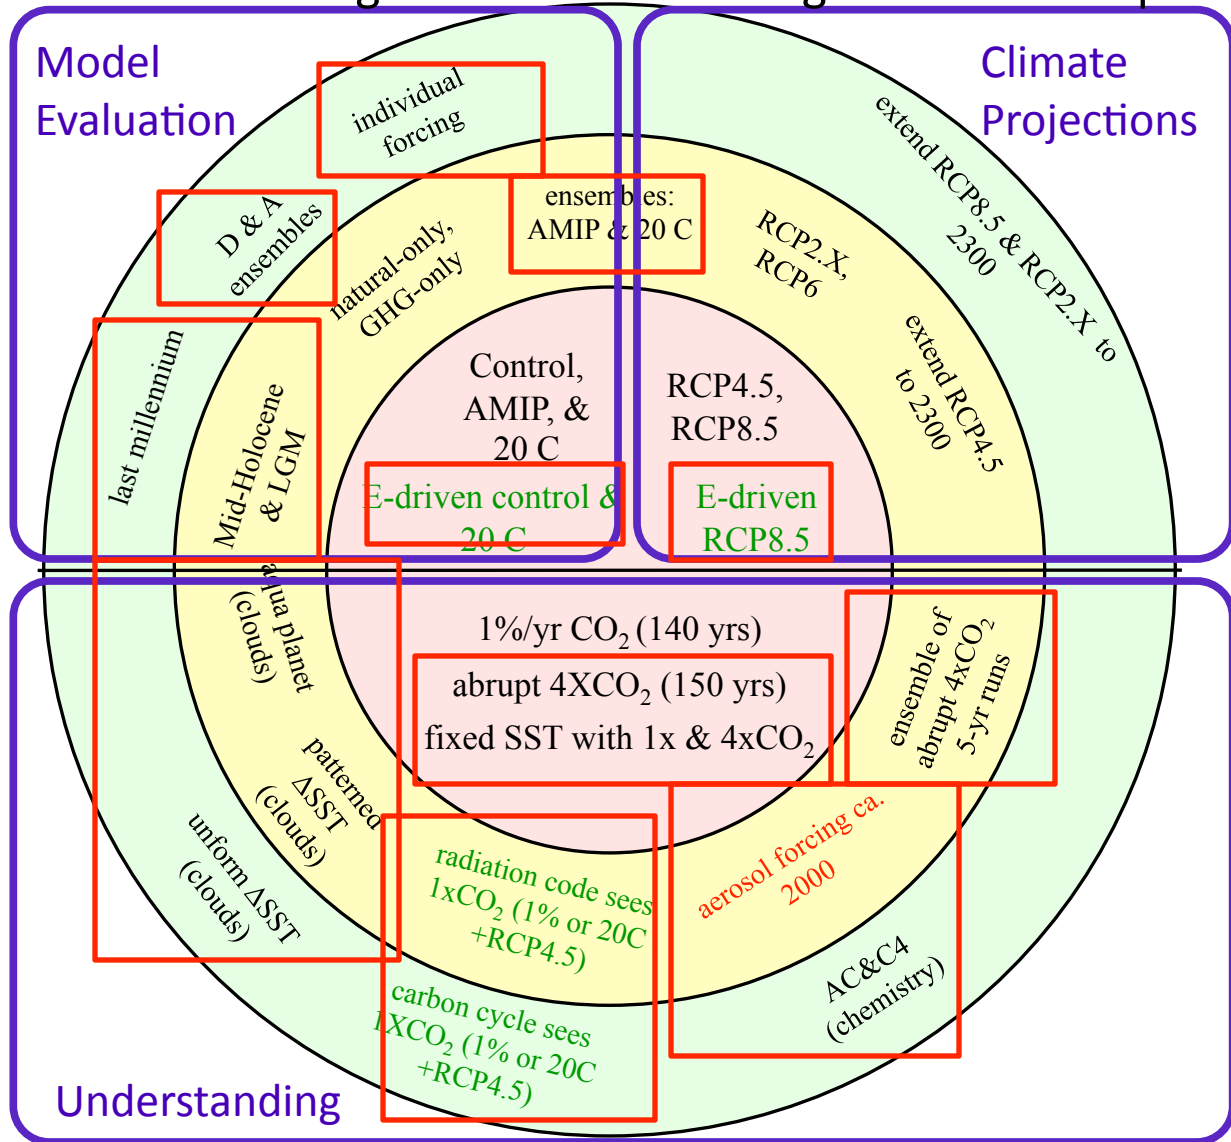 Model
Evaluation
Climate
Projections
individual
forcing
D & A
ensembles
natural-only,
GHG-only
ensembles:
AMIP & 20 C
RCP2.X,
RCP6
extend RCP8.5 & RCP2.X to
2300
extend RCP4.5
to 2300
last millennium
Mid-Holocene
& LGM
Control,
AMIP, &
20 C
RCP4.5,
RCP8.5
E-driven control &
20 C
E-driven
RCP8.5
aqua planet
(clouds)
1%/yr CO₂ (140 yrs)
abrupt 4XCO₂ (150 yrs)
fixed SST with 1x & 4xCO₂
ensemble of
abrupt 4xCO₂
5-yr runs
patterned
ΔSST
(clouds)
unform ΔSST
(clouds)
radiation code sees
1xCO₂ (1% or 20C
+RCP4.5)
aerosol forcing ca.
2000
carbon cycle sees
1XCO₂ (1% or 20C
+RCP4.5)
AC&C4
(chemistry)
Understanding